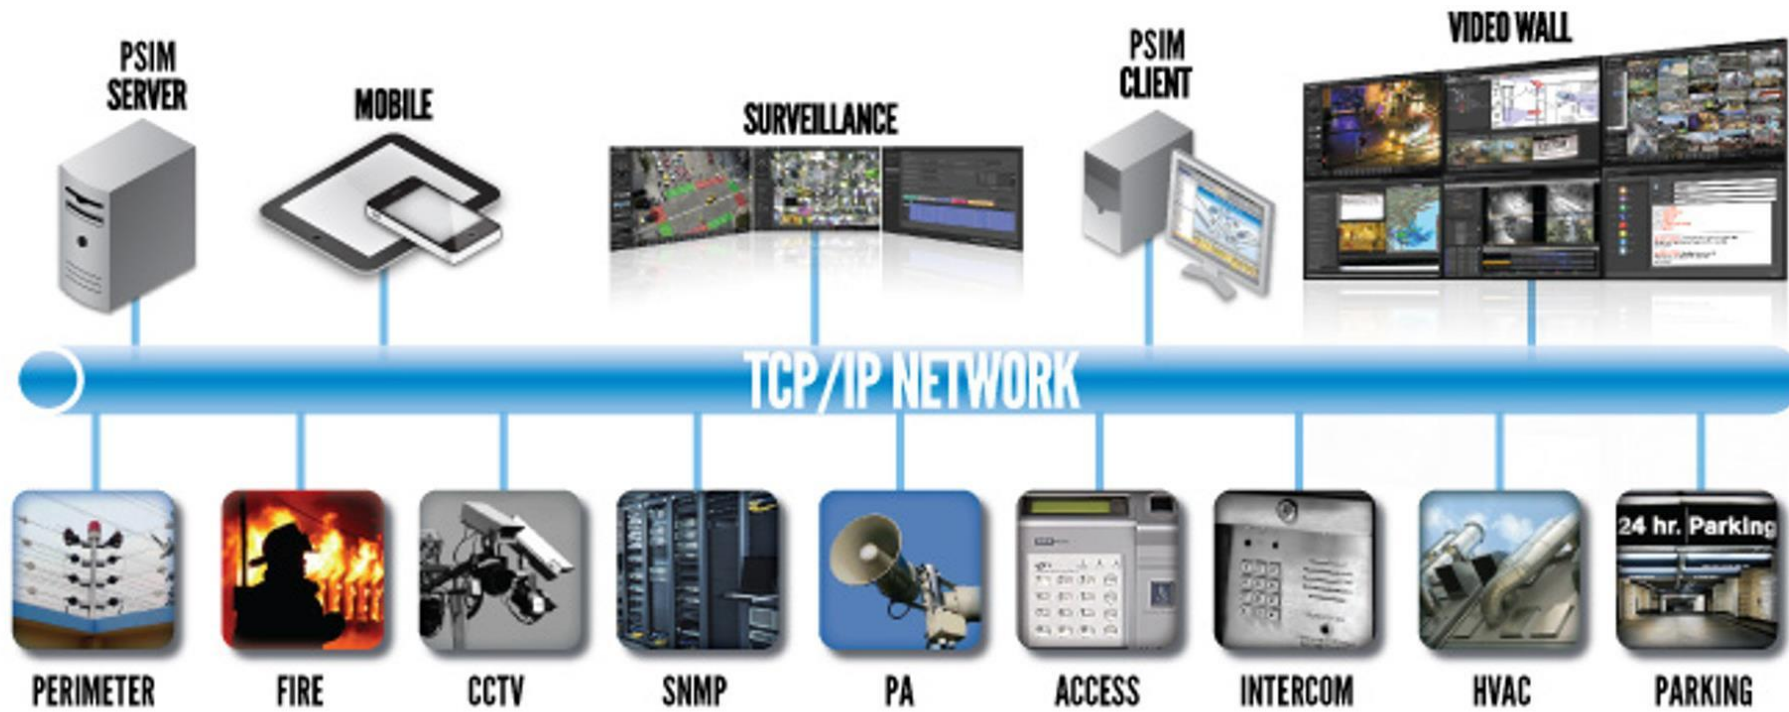 PSIM
SERVER
MOBILE
SURVEILLANCE
PSIM
CLIENT
VIDEO WALL
TCP/IP NETWORK
24 hr. Parking
PERIMETER
FIRE
CCTV
SNMP
PA
ACCESS
INTERCOM
HVAC
PARKING